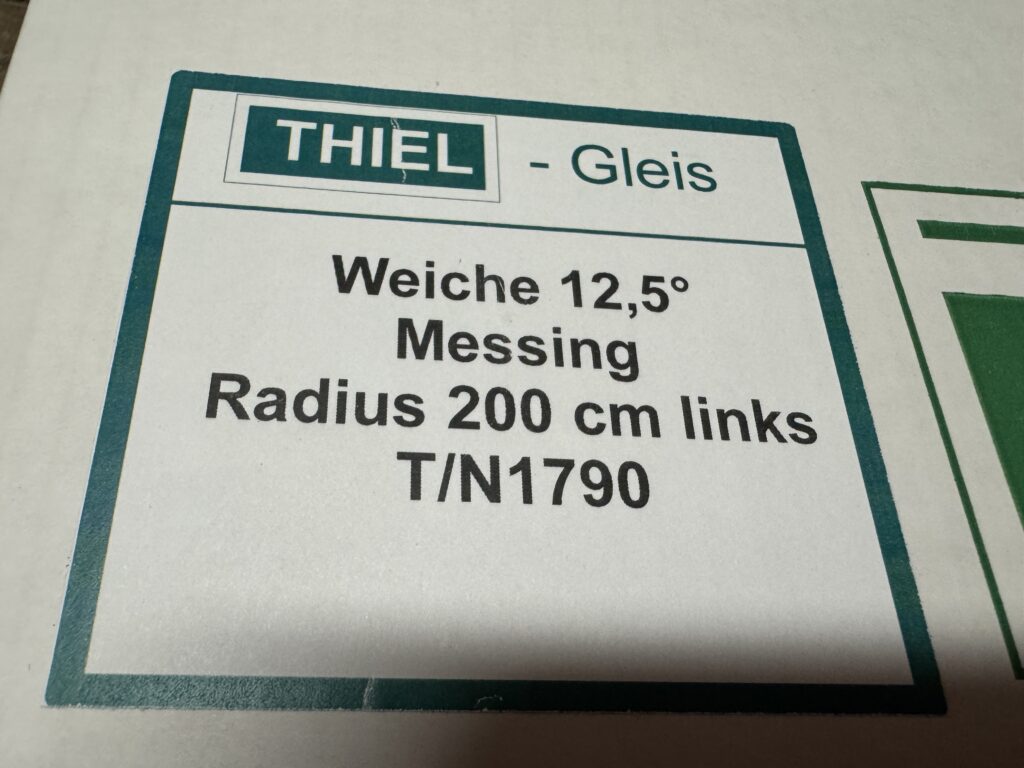 THIEL - Gleis
Weiche 12,5°
Messing
Radius 200 cm links
T/N1790